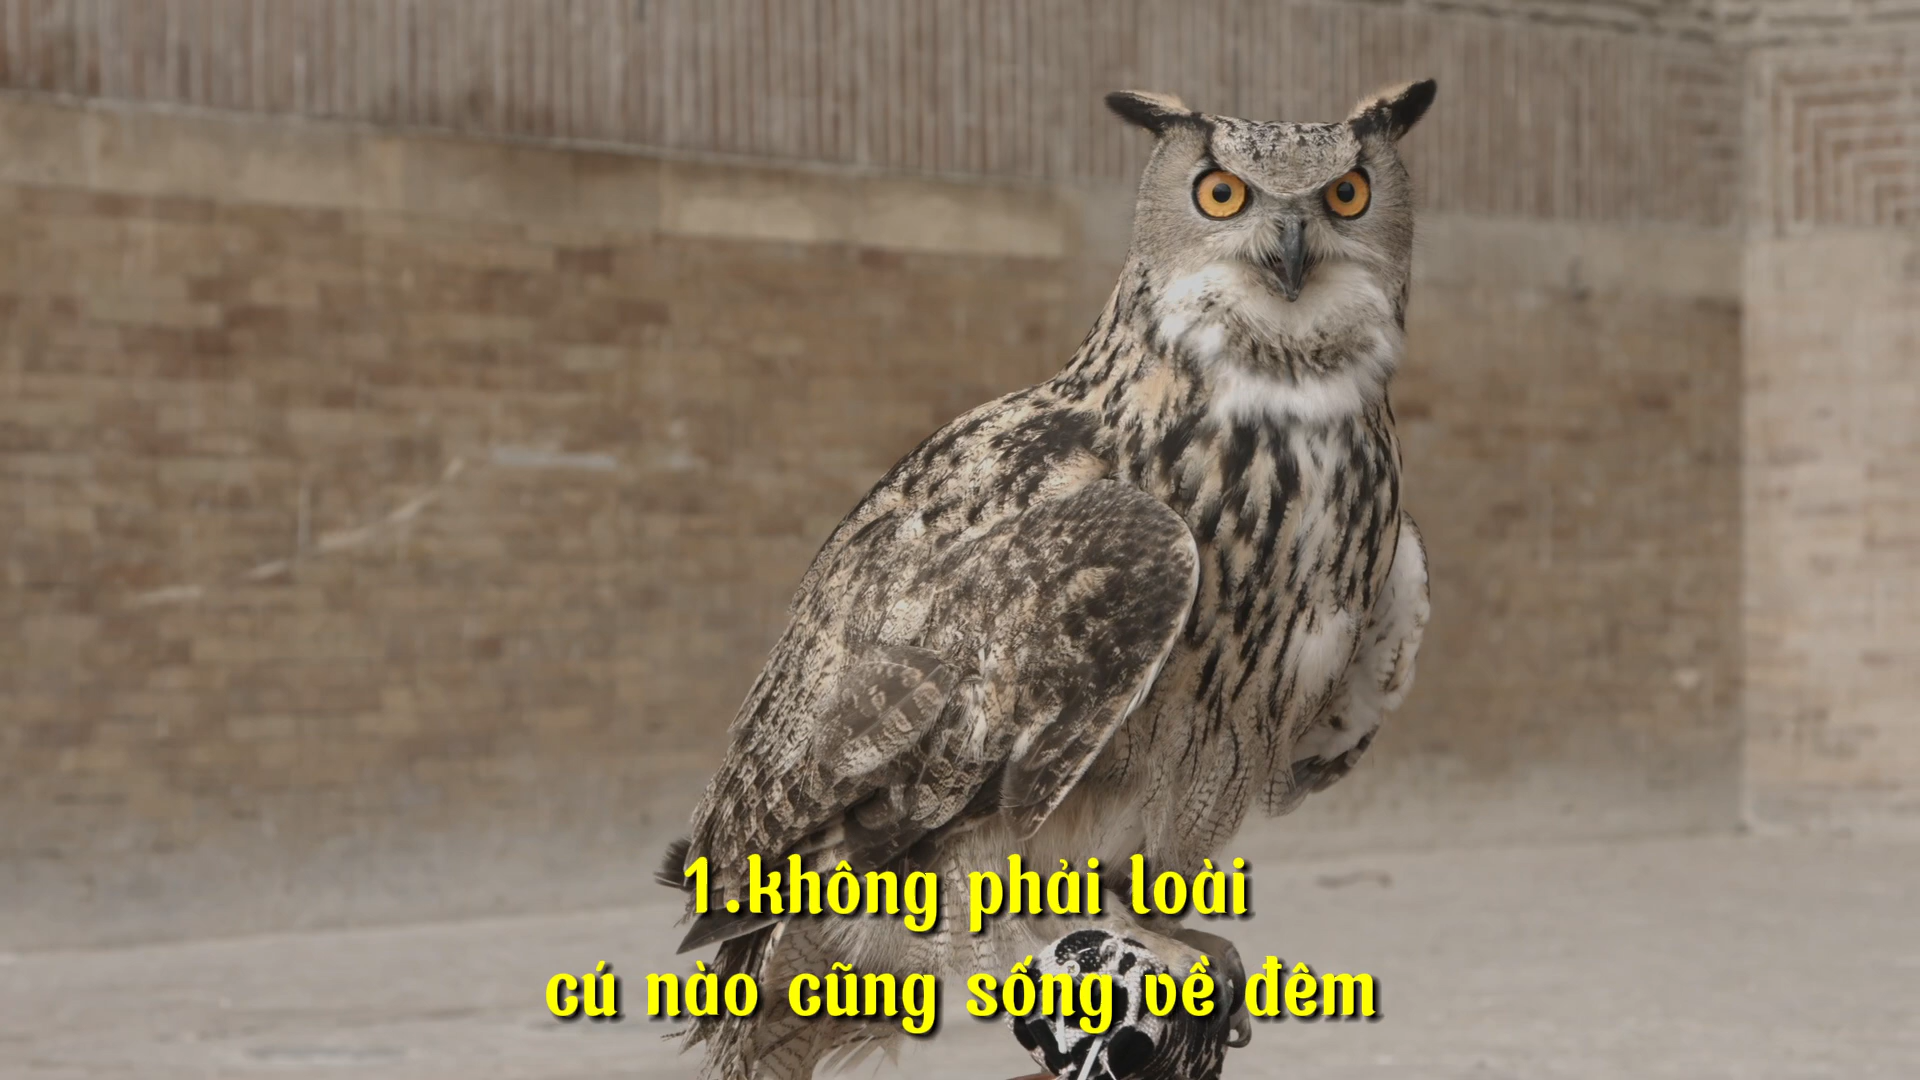 1.không phải loài
cú nào cũng sống về đêm